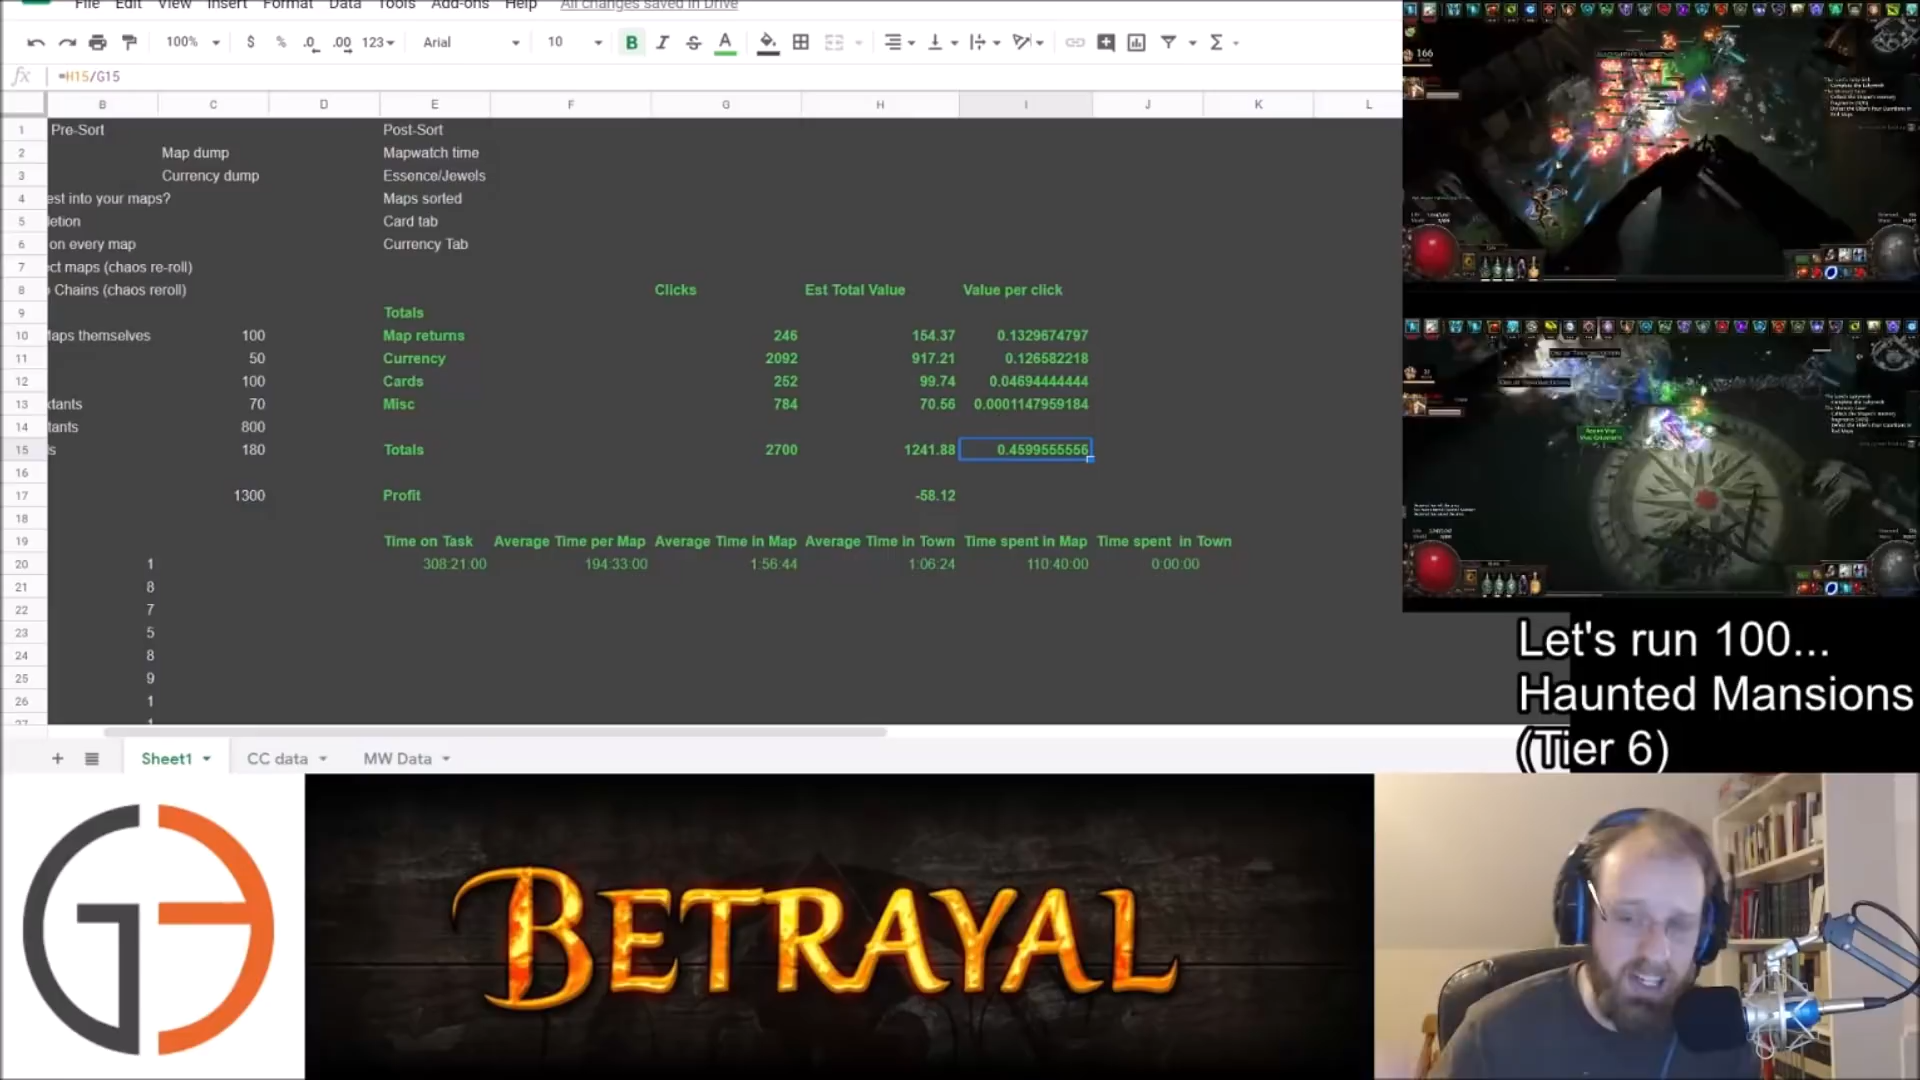 File Edit View Insert Format Data Tools Add-ons Help All changes saved in Drive
100% $ % .0 .00 123 Arial 10 B I S A
fx =H15/G15
B C D E F G H I J K L
1 Pre-Sort Post-Sort
2 Map dump Mapwatch time
3 Currency dump Essence/Jewels
4 est into your maps? Maps sorted
5 letion Card tab
6 on every map Currency Tab
7 ct maps (chaos re-roll)
8 Chains (chaos reroll) Clicks Est Total Value Value per click
9 Totals
10 Maps themselves 100 Map returns 246 154.37 0.1329674797
11 50 Currency 2092 917.21 0.126582218
12 100 Cards 252 99.74 0.04694444444
13 dants 70 Misc 784 70.56 0.0001147959184
14 tants 800
15 s 180 Totals 2700 1241.88 0.4599555556
16
17 1300 Profit -58.12
18
19 Time on Task Average Time per Map Average Time in Map Average Time in Town Time spent in Map Time spent in Town
20 1 308:21:00 194:33:00 1:56:44 1:06:24 110:40:00 0:00:00
21 8
22 7
23 5
24 8
25 9
26 1
27 1
+ Sheet1 CC data MW Data
166
Let's run 100...
Haunted Mansions
(Tier 6)
BETRAYAL